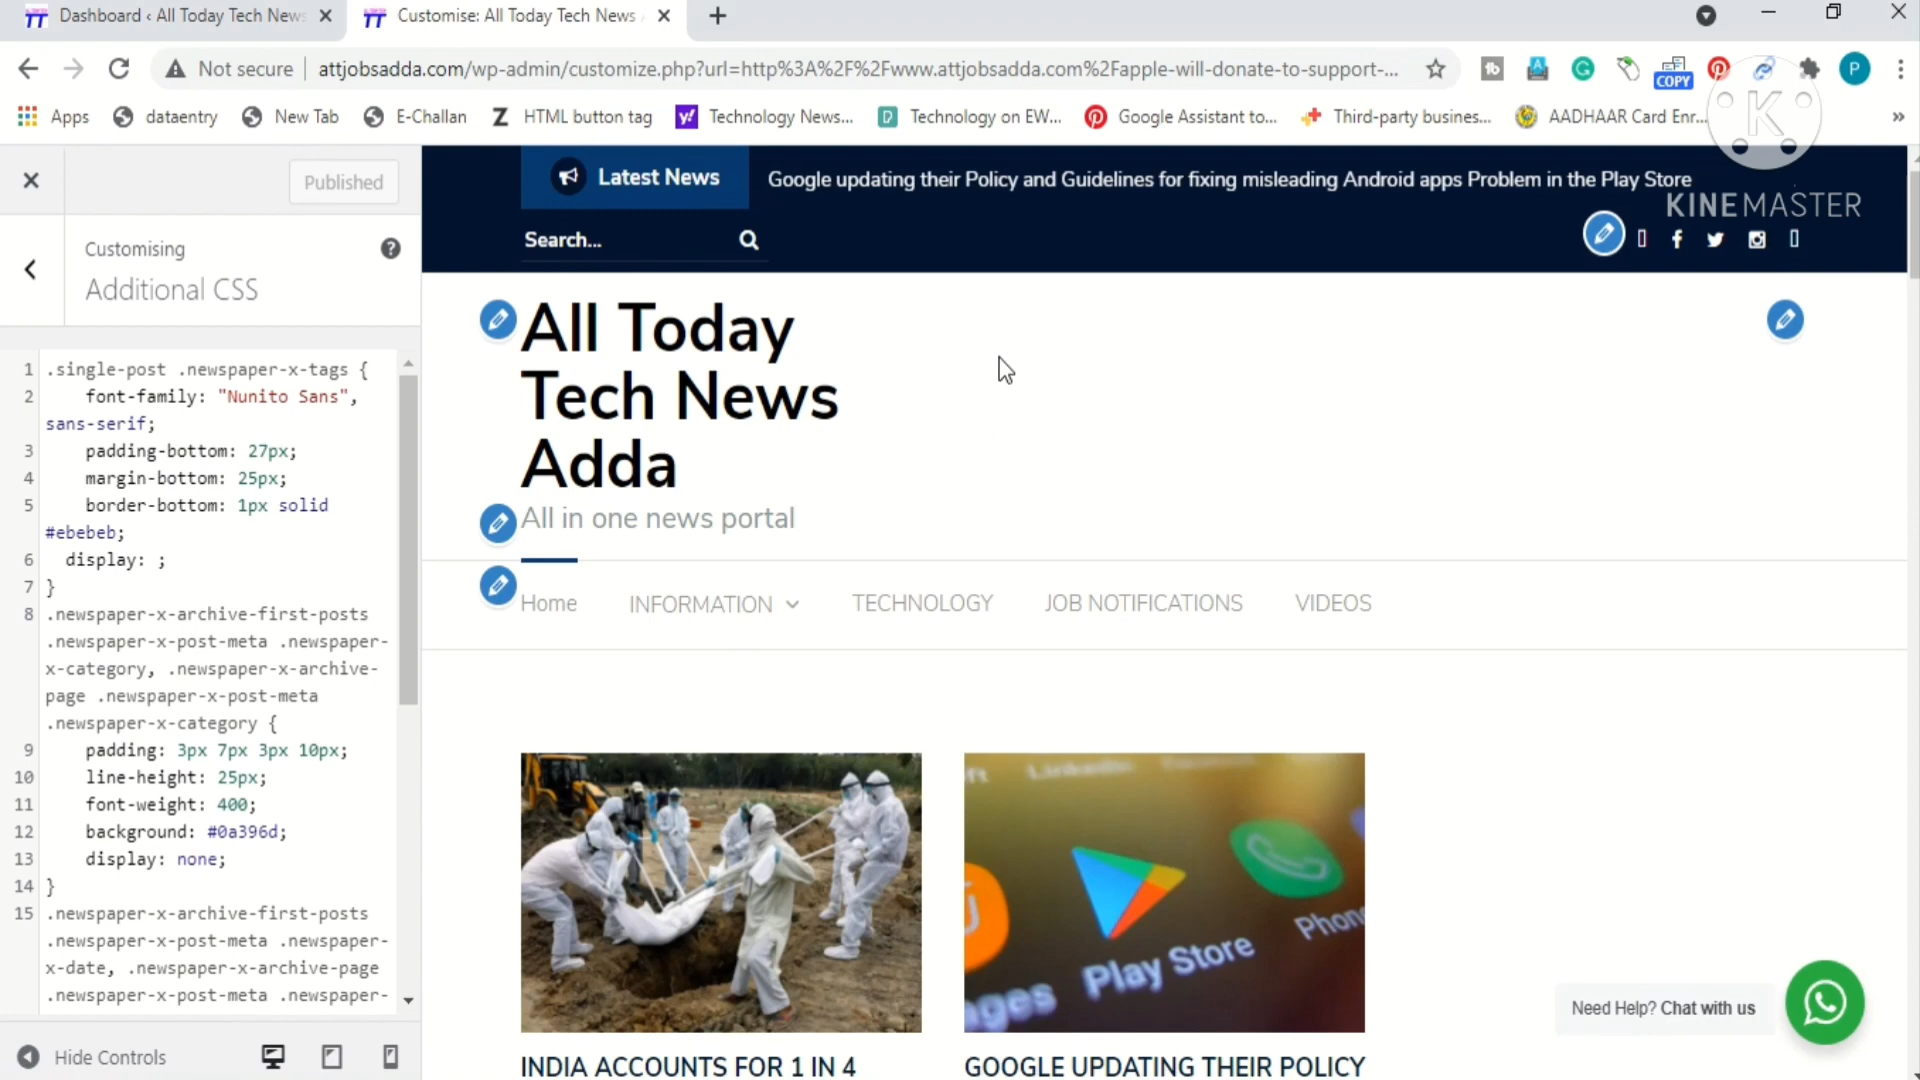 Dashboard ‹ All Today Tech News
Customise: All Today Tech News
Not secure
attjobsadda.com/wp-admin/customize.php?url=http%3A%2F%2Fwww.attjobsadda.com%2Fapple-will-donate-to-support-...
COPY
P
Apps
dataentry
New Tab
E-Challan
HTML button tag
Technology News...
Technology on EW...
Google Assistant to...
Third-party busines...
AADHAAR Card Enr...
K
KINEMASTER
Published
Customising
Additional CSS
1 .single-post .newspaper-x-tags {
2 font-family: "Nunito Sans",
sans-serif;
3 padding-bottom: 27px;
4 margin-bottom: 25px;
5 border-bottom: 1px solid
#ebebeb;
6 display: ;
7 }
8 .newspaper-x-archive-first-posts
.newspaper-x-post-meta .newspaper-
x-category, .newspaper-x-archive-
page .newspaper-x-post-meta
.newspaper-x-category {
9 padding: 3px 7px 3px 10px;
10 line-height: 25px;
11 font-weight: 400;
12 background: #0a396d;
13 display: none;
14 }
15 .newspaper-x-archive-first-posts
.newspaper-x-post-meta .newspaper-
x-date, .newspaper-x-archive-page
.newspaper-x-post-meta .newspaper-
Hide Controls
Latest News
Google updating their Policy and Guidelines for fixing misleading Android apps Problem in the Play Store
Search...
All Today
Tech News
Adda
All in one news portal
Home
INFORMATION
TECHNOLOGY
JOB NOTIFICATIONS
VIDEOS
LinkedIn
Play Store
Phon
ages
INDIA ACCOUNTS FOR 1 IN 4
GOOGLE UPDATING THEIR POLICY
Need Help? Chat with us